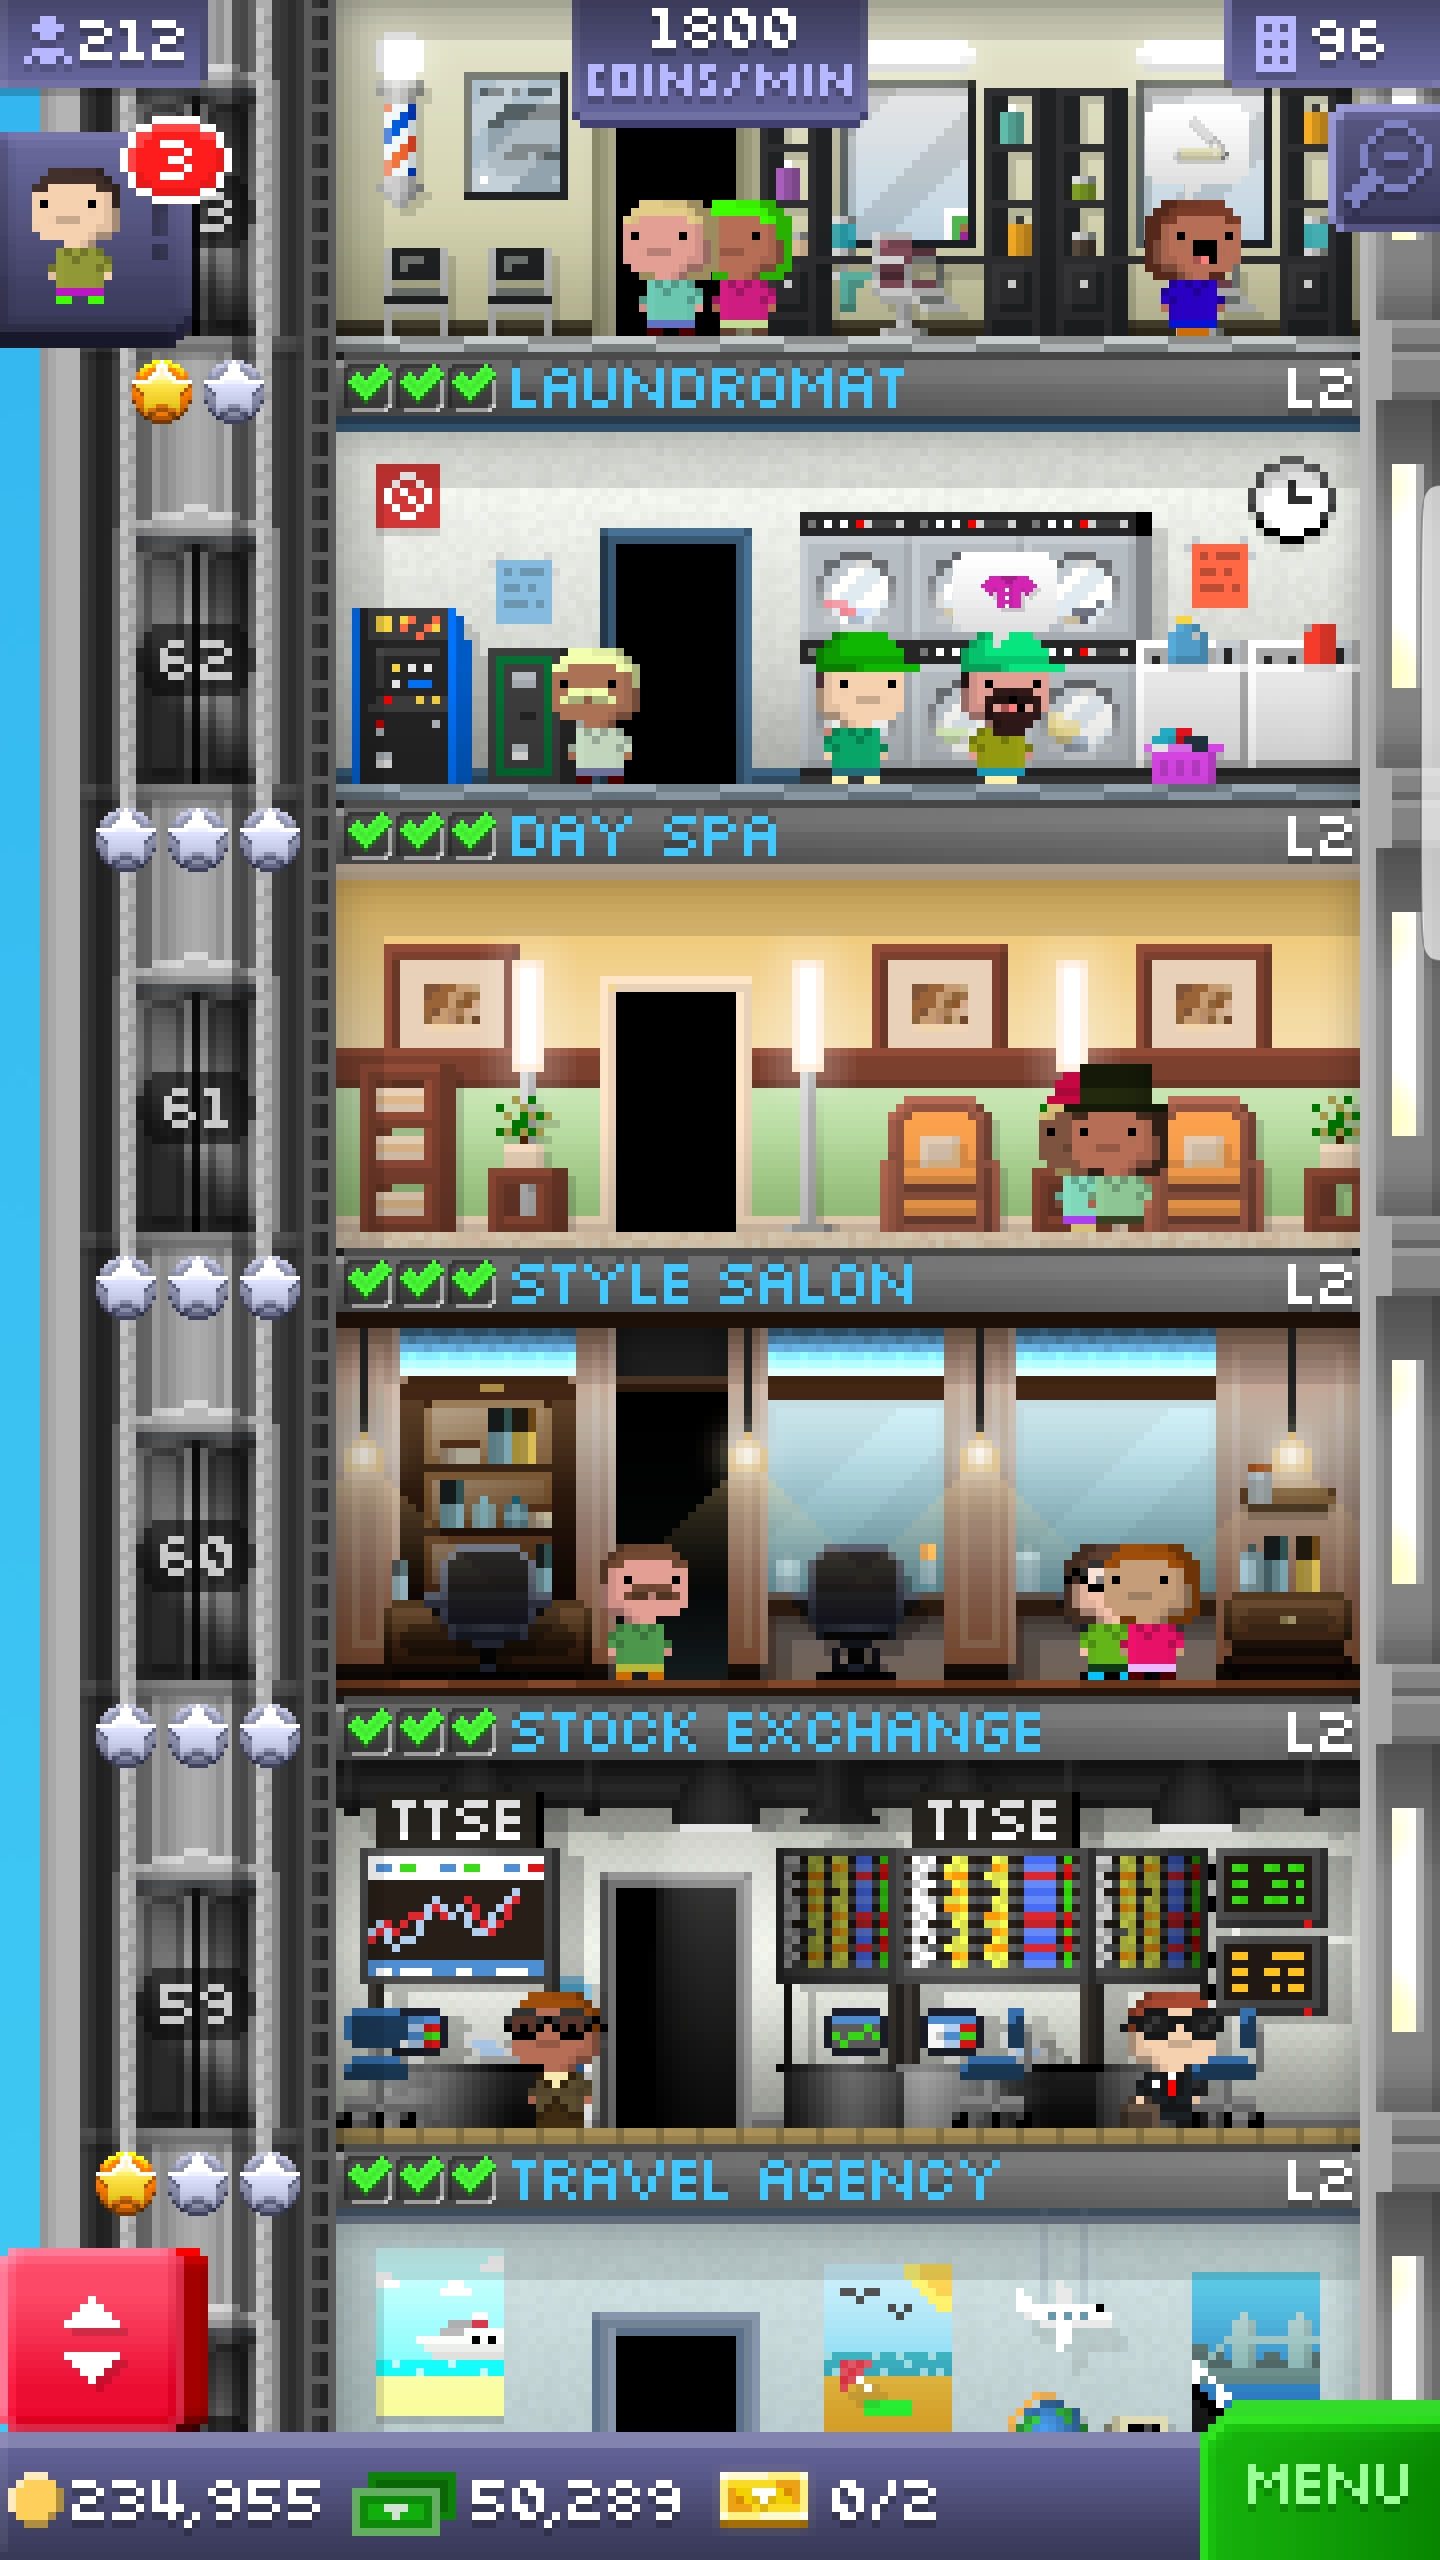 212
1800
COINS/MIN
96
3
LAUNDROMAT L2
62
DAY SPA L2
61
STYLE SALON L2
60
STOCK EXCHANGE L2
TTSE TTSE
59
TRAVEL AGENCY L2
234,955 50,289 0/2
MENU